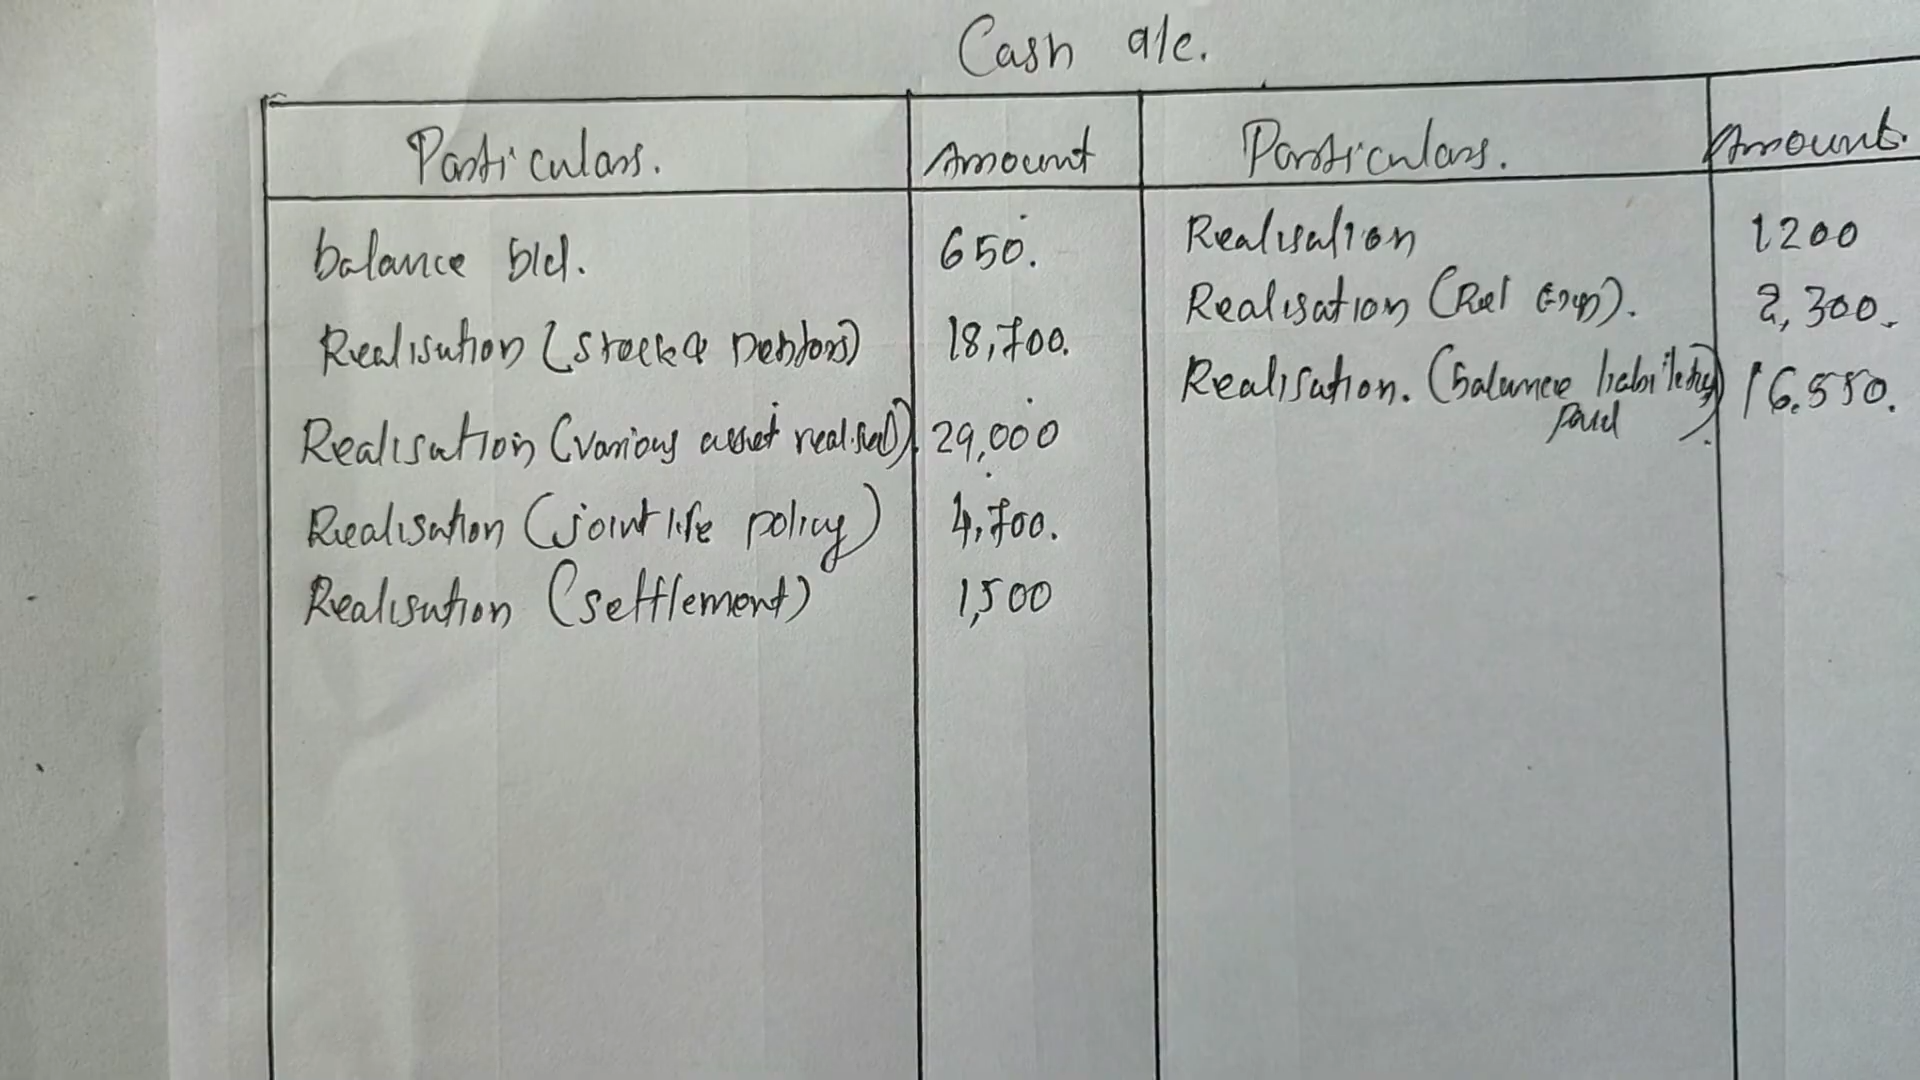 Cash a/c.
Particulars. Amount Particulars. Amount.
balance b/d. 650. Realisation 1200
Realisation (Stock & Debtors) 18,700. Realisation (Rel Exp). 2,300.
Realisation (various asset realised). 29,000 Realisation. (balance liability paid). 16.550.
Realisation (joint life policy) 4,700.
Realisation (settlement) 1,500